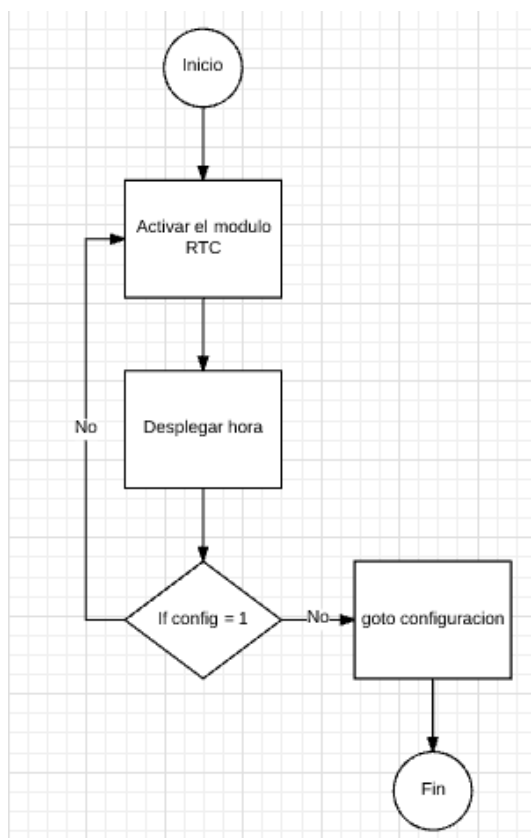 Inicio
Activar el modulo
RTC
Desplegar hora
No
If config = 1
No
goto configuracion
Fin